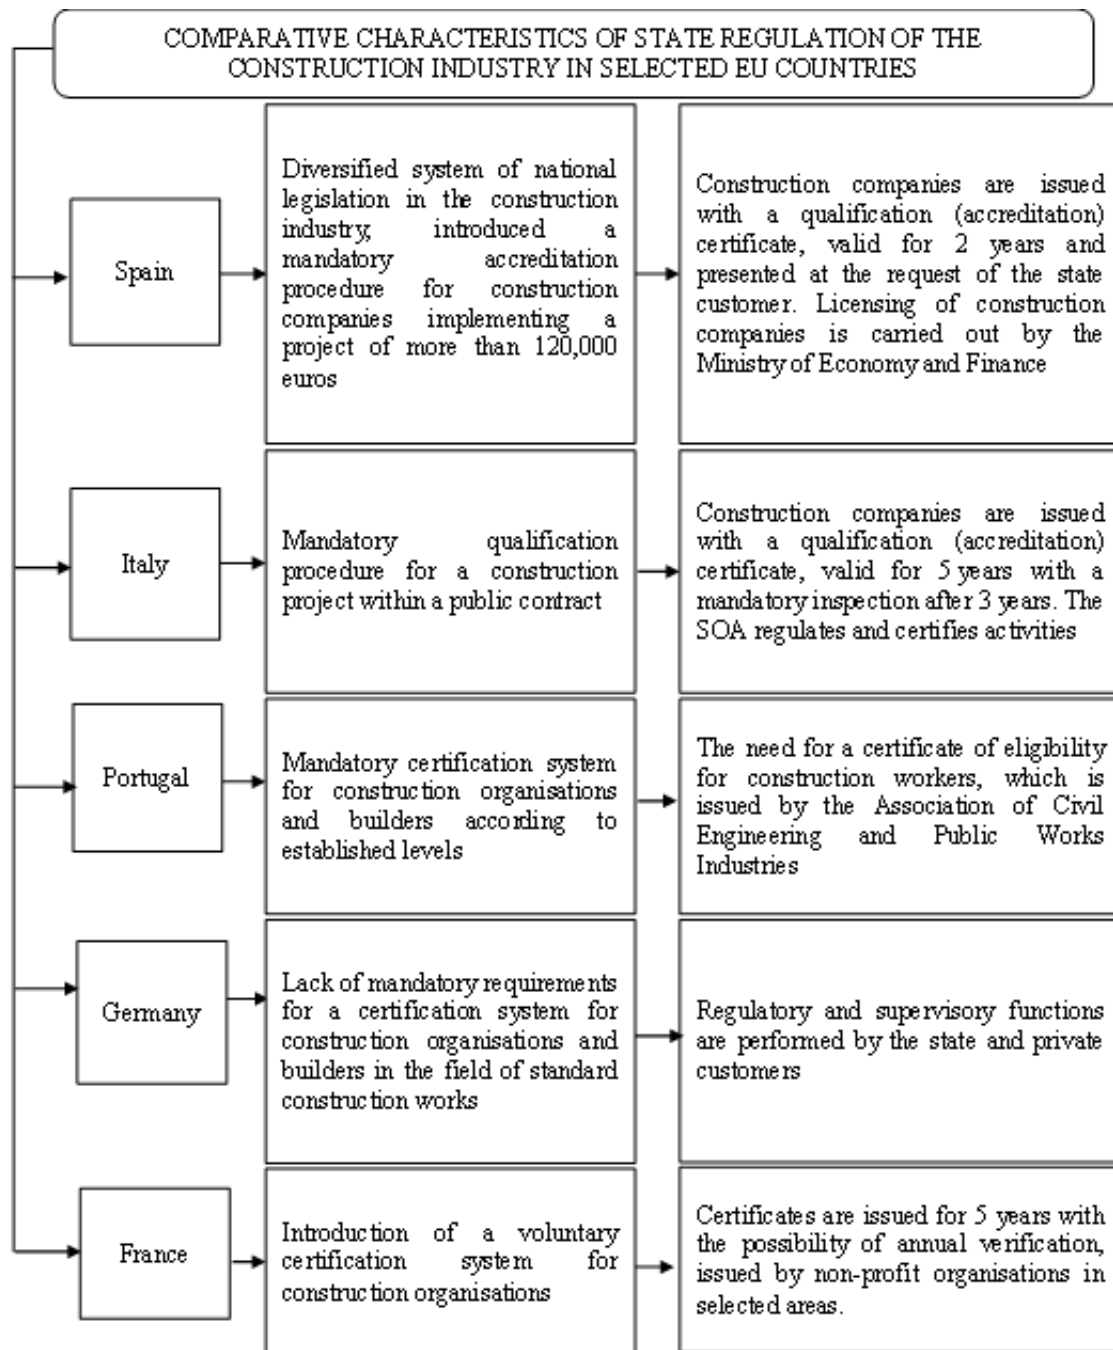 COMPARATIVE CHARACTERISTICS OF STATE REGULATION OF THE
CONSTRUCTION INDUSTRY IN SELECTED EU COUNTRIES
Spain
Diversified system of national
legislation in the construction
industry, introduced a
mandatory accreditation
procedure for construction
companies implementing a
project of more than 120,000
euros
Construction companies are issued
with a qualification (accreditation)
certificate, valid for 2 years and
presented at the request of the state
customer. Licensing of construction
companies is carried out by the
Ministry of Economy and Finance
Italy
Mandatory qualification
procedure for a construction
project within a public contract
Construction companies are issued
with a qualification (accreditation)
certificate, valid for 5 years with a
mandatory inspection after 3 years. The
SOA regulates and certifies activities
Portugal
Mandatory certification system
for construction organisations
and builders according to
established levels
The need for a certificate of eligibility
for construction workers, which is
issued by the Association of Civil
Engineering and Public Works
Industries
Germany
Lack of mandatory requirements
for a certification system for
construction organisations and
builders in the field of standard
construction works
Regulatory and supervisory functions
are performed by the state and private
customers
France
Introduction of a voluntary
certification system for
construction organisations
Certificates are issued for 5 years with
the possibility of annual verification,
issued by non-profit organisations in
selected areas.